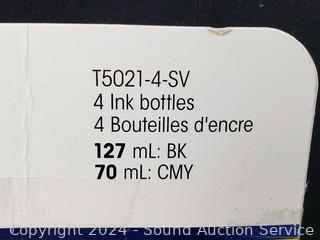 T5021-4-SV
4 Ink bottles
4 Bouteilles d'encre
127 mL: BK
70 mL: CMY
Copyright 2024 - Sound Auction Service